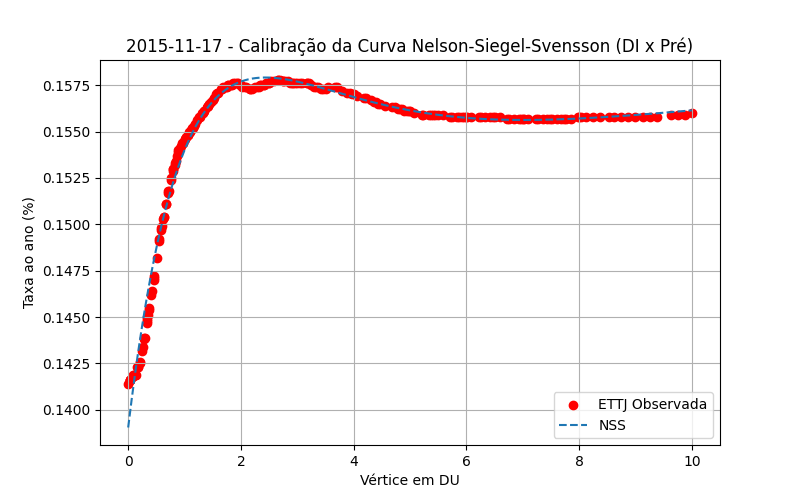 2015-11-17 - Calibração da Curva Nelson-Siegel-Svensson (DI x Pré)
Taxa ao ano (%)
0.1575
0.1550
0.1525
0.1500
0.1475
0.1450
0.1425
0.1400
ETTJ Observada
NSS
0 2 4 6 8 10
Vértice em DU